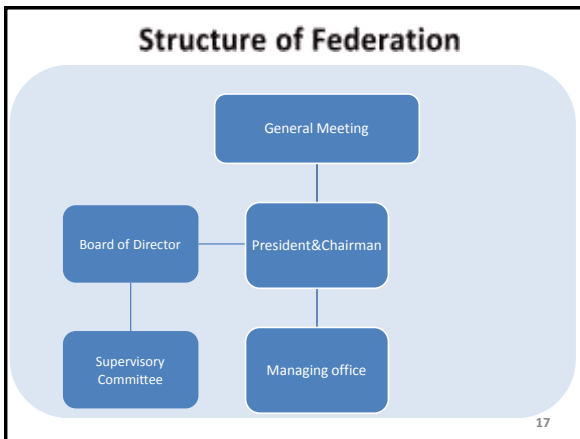 Structure of Federation
General Meeting
Board of Director
President&Chairman
Supervisory
Committee
Managing office
17